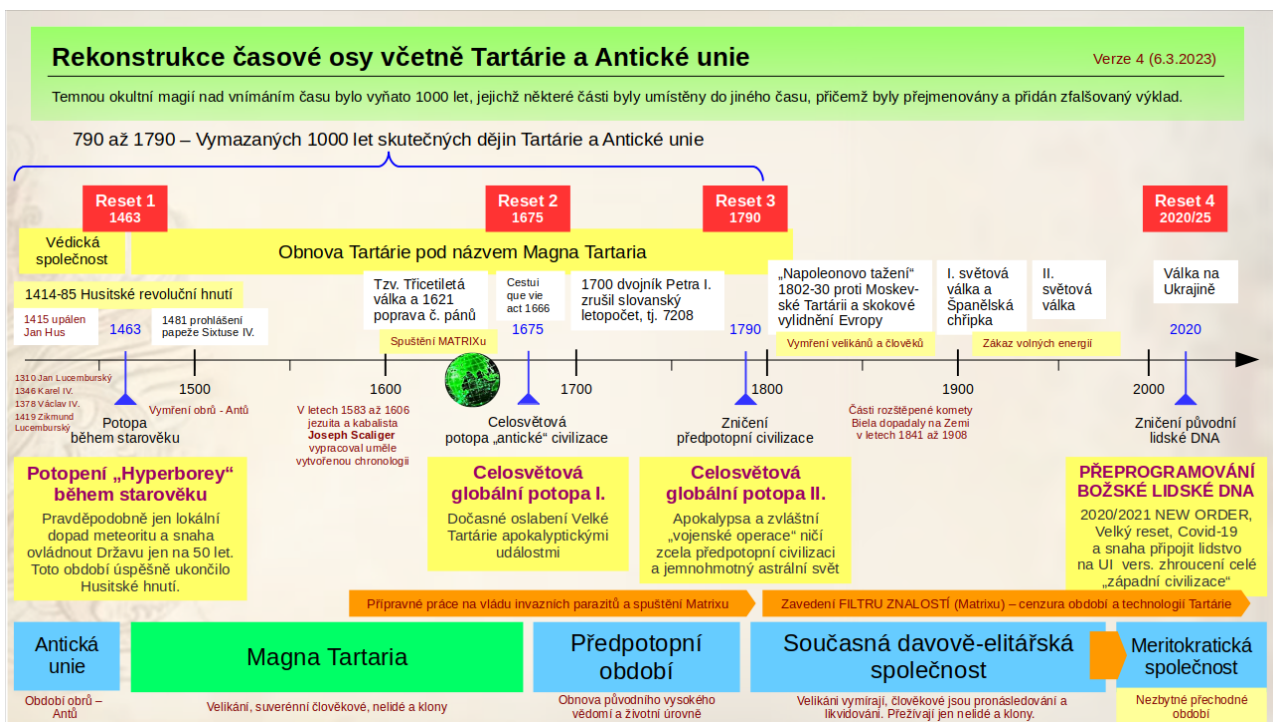 Rekonstrukce časové osy včetně Tartárie a Antické unie
Verze 4 (6.3.2023)
Temnou okultní magií nad vnímáním času bylo vyňato 1000 let, jejichž některé části byly umístěny do jiného času, přičemž byly přejmenovány a přidán zfalšovaný výklad.
790 až 1790 – Vymazaných 1000 let skutečných dějin Tartárie a Antické unie
Reset 1
1463
Reset 2
1675
Reset 3
1790
Reset 4
2020/25
Védická
společnost
Obnova Tartárie pod názvem Magna Tartaria
1414-85 Husitské revoluční hnutí
1415 upálen
Jan Hus
1463
1481 prohlášení
papeže Sixtuse IV.
Tzv. Třicetiletá
válka a 1621
poprava č. pánů
Spuštění MATRIXu
Cestui
que vie
act 1666
1675
1700 dvojník Petra I.
zrušil slovanský
letopočet, tj. 7208
1790
„Napoleonovo tažení“
1802-30 proti Moskev-
ské Tartárii a skokové
vylidnění Evropy
Vymření velikánů a člověků
I. světová
válka a
Španělská
chřipka
II.
světová
válka
Zákaz volných energií
Válka na
Ukrajině
2020
1500
1600
1700
1800
1900
2000
1310 Jan Lucemburský
1346 Karel IV.
1378 Václav IV.
1419 Zikmund
Lucemburský
Vymření obrů - Antů
Potopa
během starověku
V letech 1583 až 1606
jezuita a kabalista
Joseph Scaliger
vypracoval uměle
vytvořenou chronologii
Celosvětová
potopa „antické“ civilizace
Zničení
předpotopní civilizace
Části rozštěpené komety
Biela dopadaly na Zemi
v letech 1841 až 1908
Zničení původní
lidské DNA
Potopení „Hyperborey“
během starověku
Pravděpodobně jen lokální
dopad meteoritu a snaha
ovládnout Državu jen na 50 let.
Toto období úspěšně ukončilo
Husitské hnutí.
Celosvětová
globální potopa I.
Dočasné oslabení Velké
Tartárie apokalyptickými
událostmi
Celosvětová
globální potopa II.
Apokalypsa a zvláštní
„vojenské operace“ ničí
zcela předpotopní civilizaci
a jemnohmotný astrální svět
PŘEPROGRAMOVÁNÍ
BOŽSKÉ LIDSKÉ DNA
2020/2021 NEW ORDER,
Velký reset, Covid-19
a snaha připojit lidstvo
na UI vers. zhroucení celé
„západní civilizace“
Přípravné práce na vládu invazních parazitů a spuštění Matrixu
Zavedení FILTRU ZNALOSTÍ (Matrixu) – cenzura období a technologií Tartárie
Antická
unie
Magna Tartaria
Předpotopní
období
Současná davově-elitářská
společnost
Meritokratická
společnost
Období obrů –
Antů
Velikáni, suverénní člověkové, nelidé a klony
Obnova původního vysokého
vědomí a životní úrovně
Velikáni vymírají, člověkové jsou pronásledování a
likvidováni. Přežívají jen nelidé a klony.
Nezbytné přechodné
období